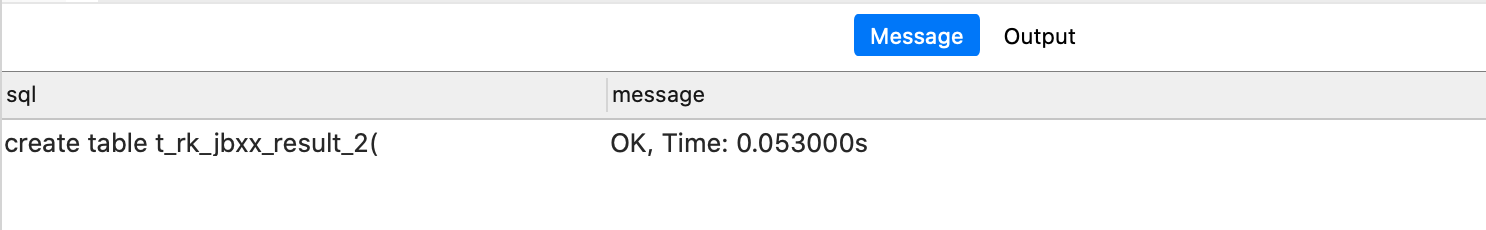 Message Output
sql message
create table t_rk_jbxx_result_2( OK, Time: 0.053000s